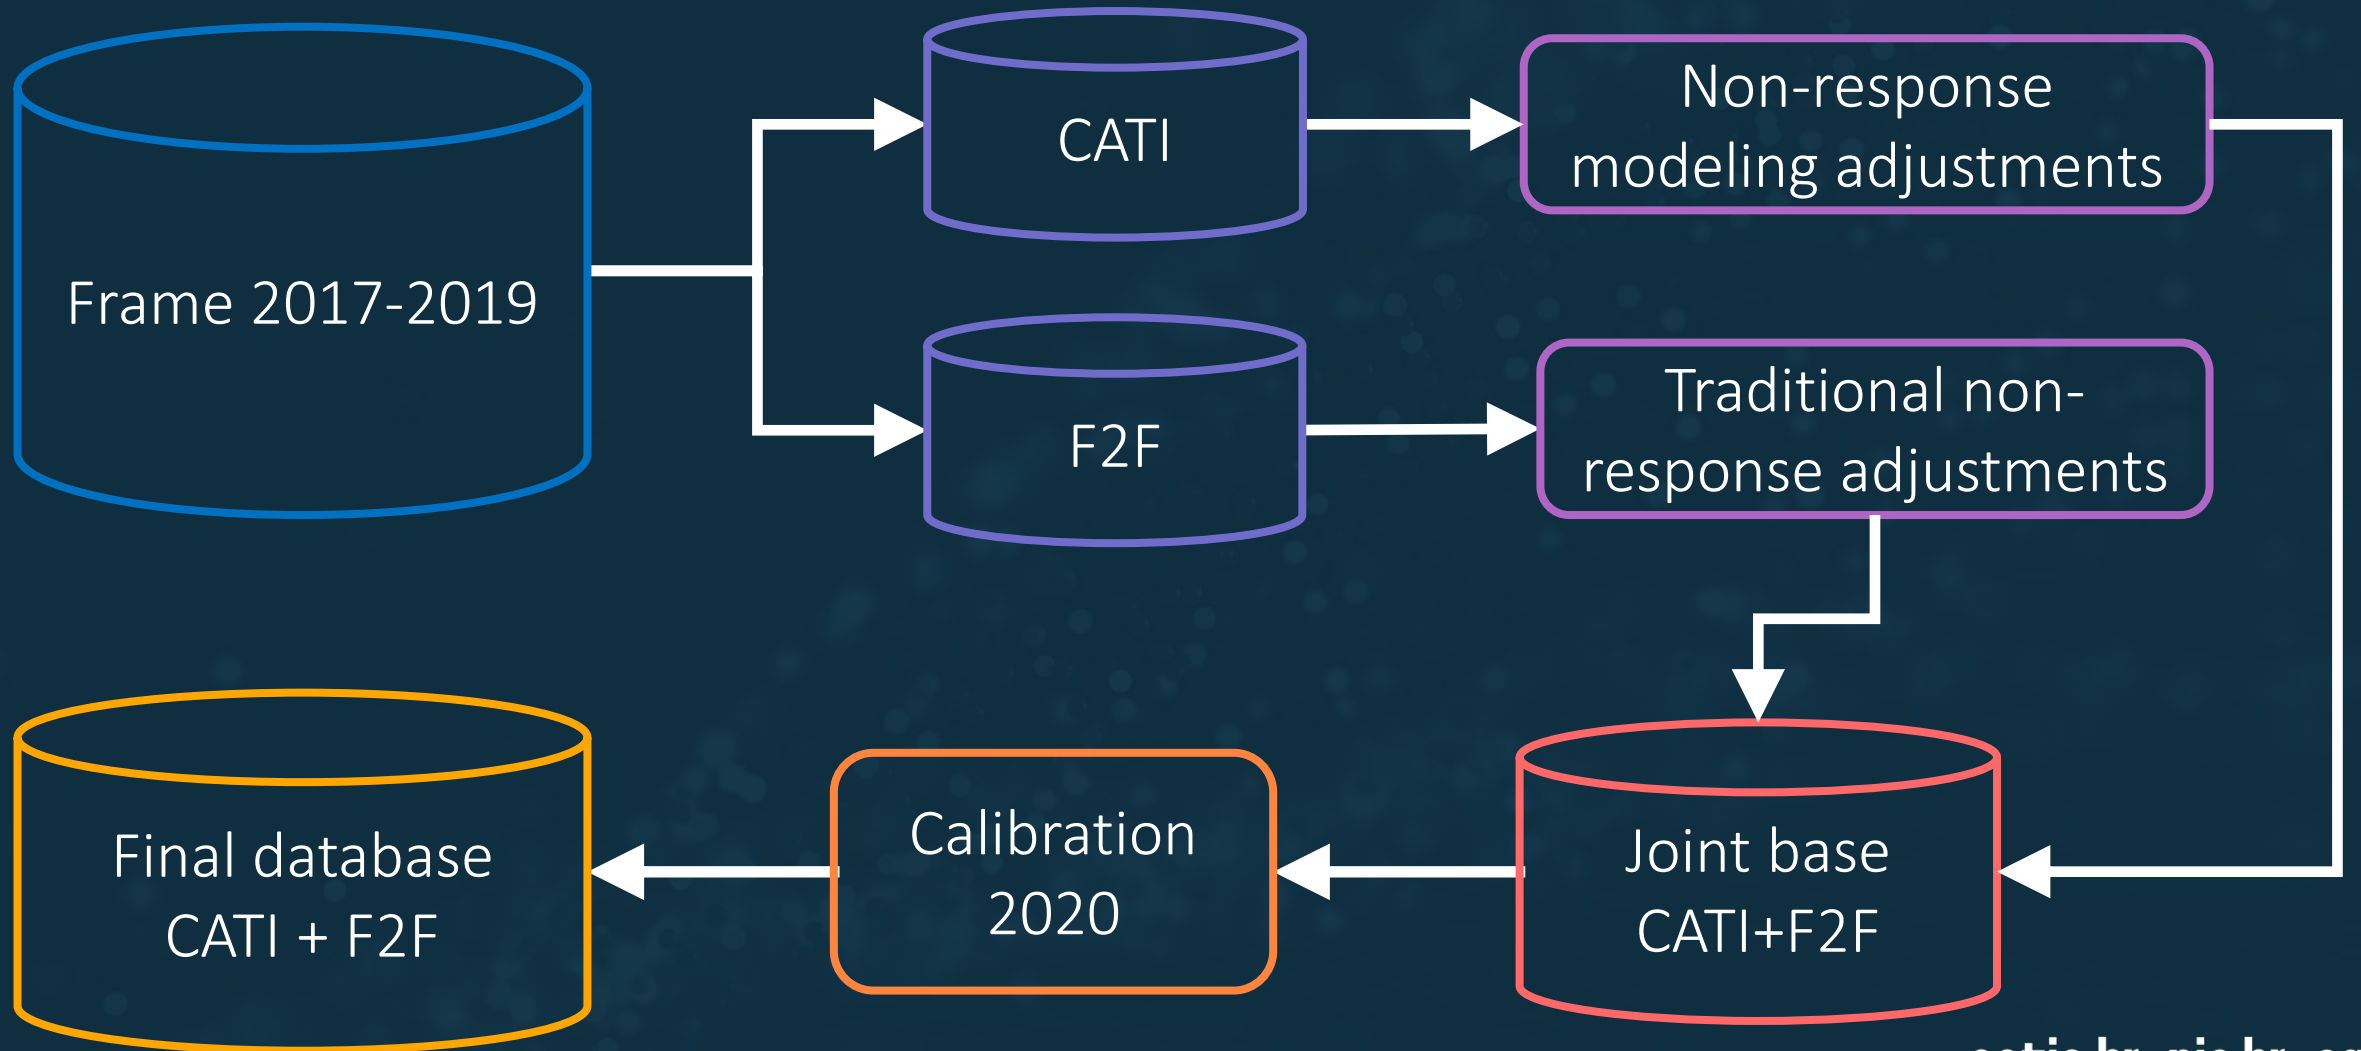 Frame 2017-2019
CATI
Non-response
modeling adjustments
F2F
Traditional non-
response adjustments
Joint base
CATI+F2F
Calibration
2020
Final database
CATI + F2F